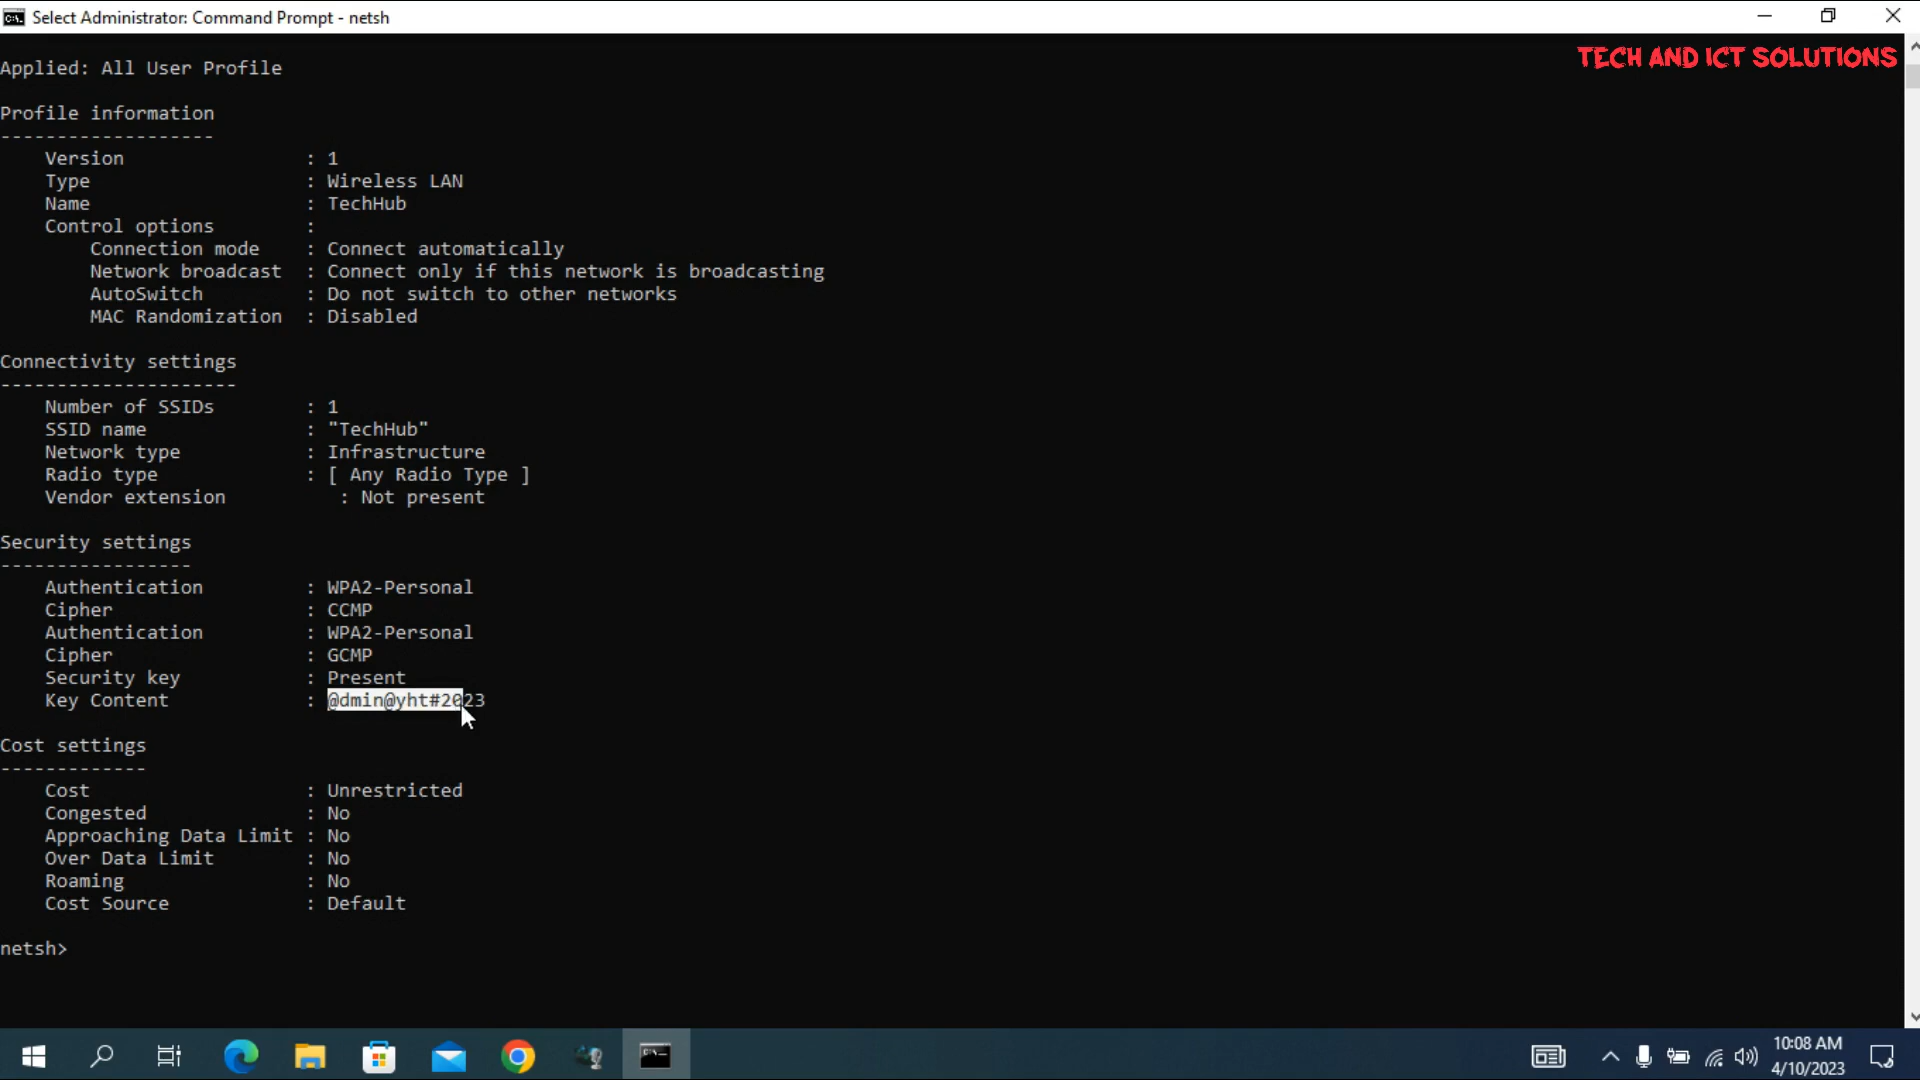 Select Administrator: Command Prompt - netsh
TECH AND ICT SOLUTIONS
Applied: All User Profile
Profile information
-------------------
Version : 1
Type : Wireless LAN
Name : TechHub
Control options :
Connection mode : Connect automatically
Network broadcast : Connect only if this network is broadcasting
AutoSwitch : Do not switch to other networks
MAC Randomization : Disabled
Connectivity settings
---------------------
Number of SSIDs : 1
SSID name : "TechHub"
Network type : Infrastructure
Radio type : [ Any Radio Type ]
Vendor extension : Not present
Security settings
-----------------
Authentication : WPA2-Personal
Cipher : CCMP
Authentication : WPA2-Personal
Cipher : GCMP
Security key : Present
Key Content : @dmin@yht#2023
Cost settings
-------------
Cost : Unrestricted
Congested : No
Approaching Data Limit : No
Over Data Limit : No
Roaming : No
Cost Source : Default
netsh>
10:08 AM
4/10/2023